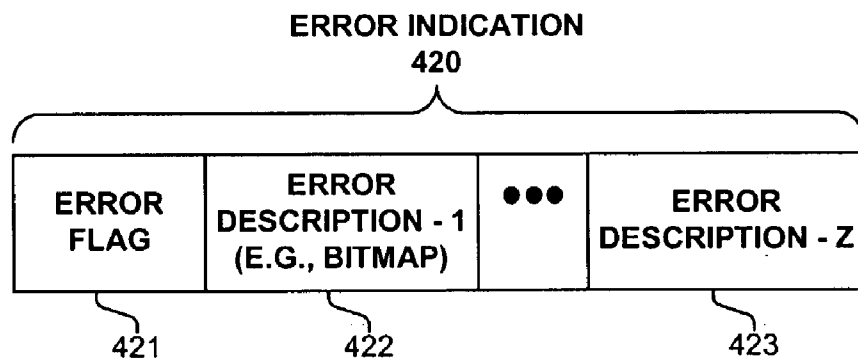 ERROR INDICATION
420
ERROR
FLAG
ERROR
DESCRIPTION - 1
(E.G., BITMAP)
●●●
ERROR
DESCRIPTION - Z
421
422
423